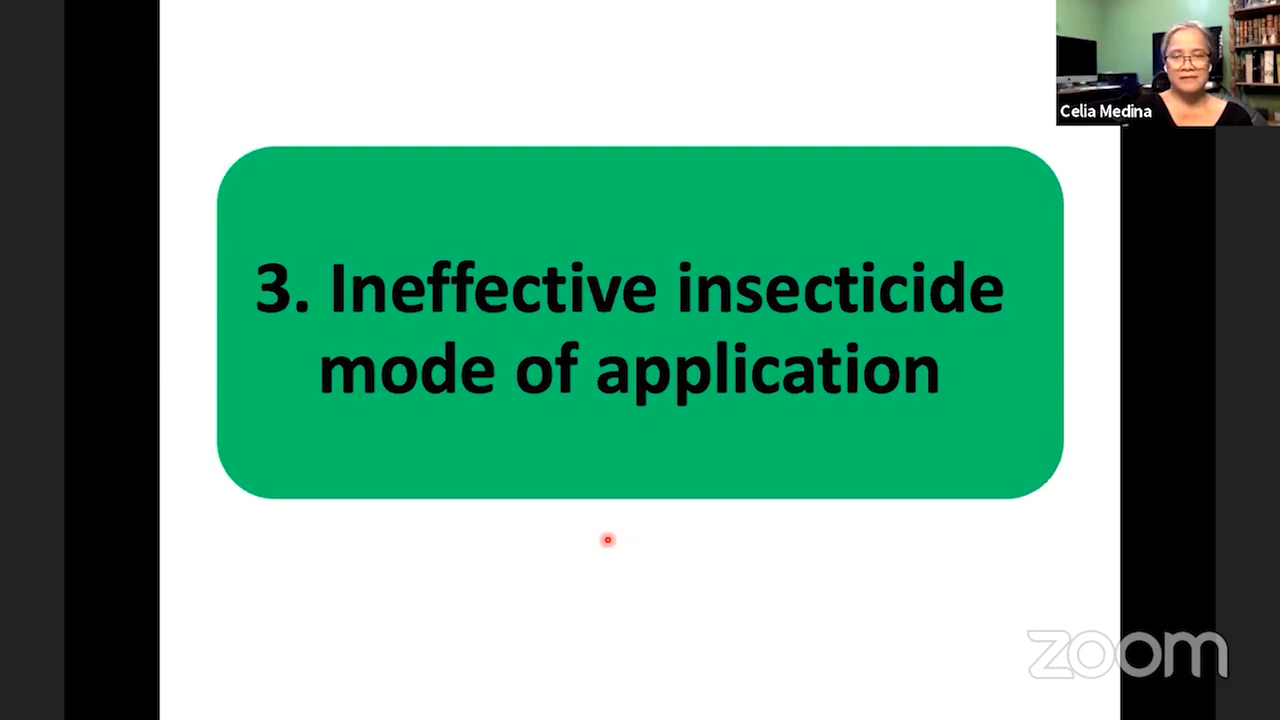 Celia Medina
3. Ineffective insecticide
mode of application
zoom